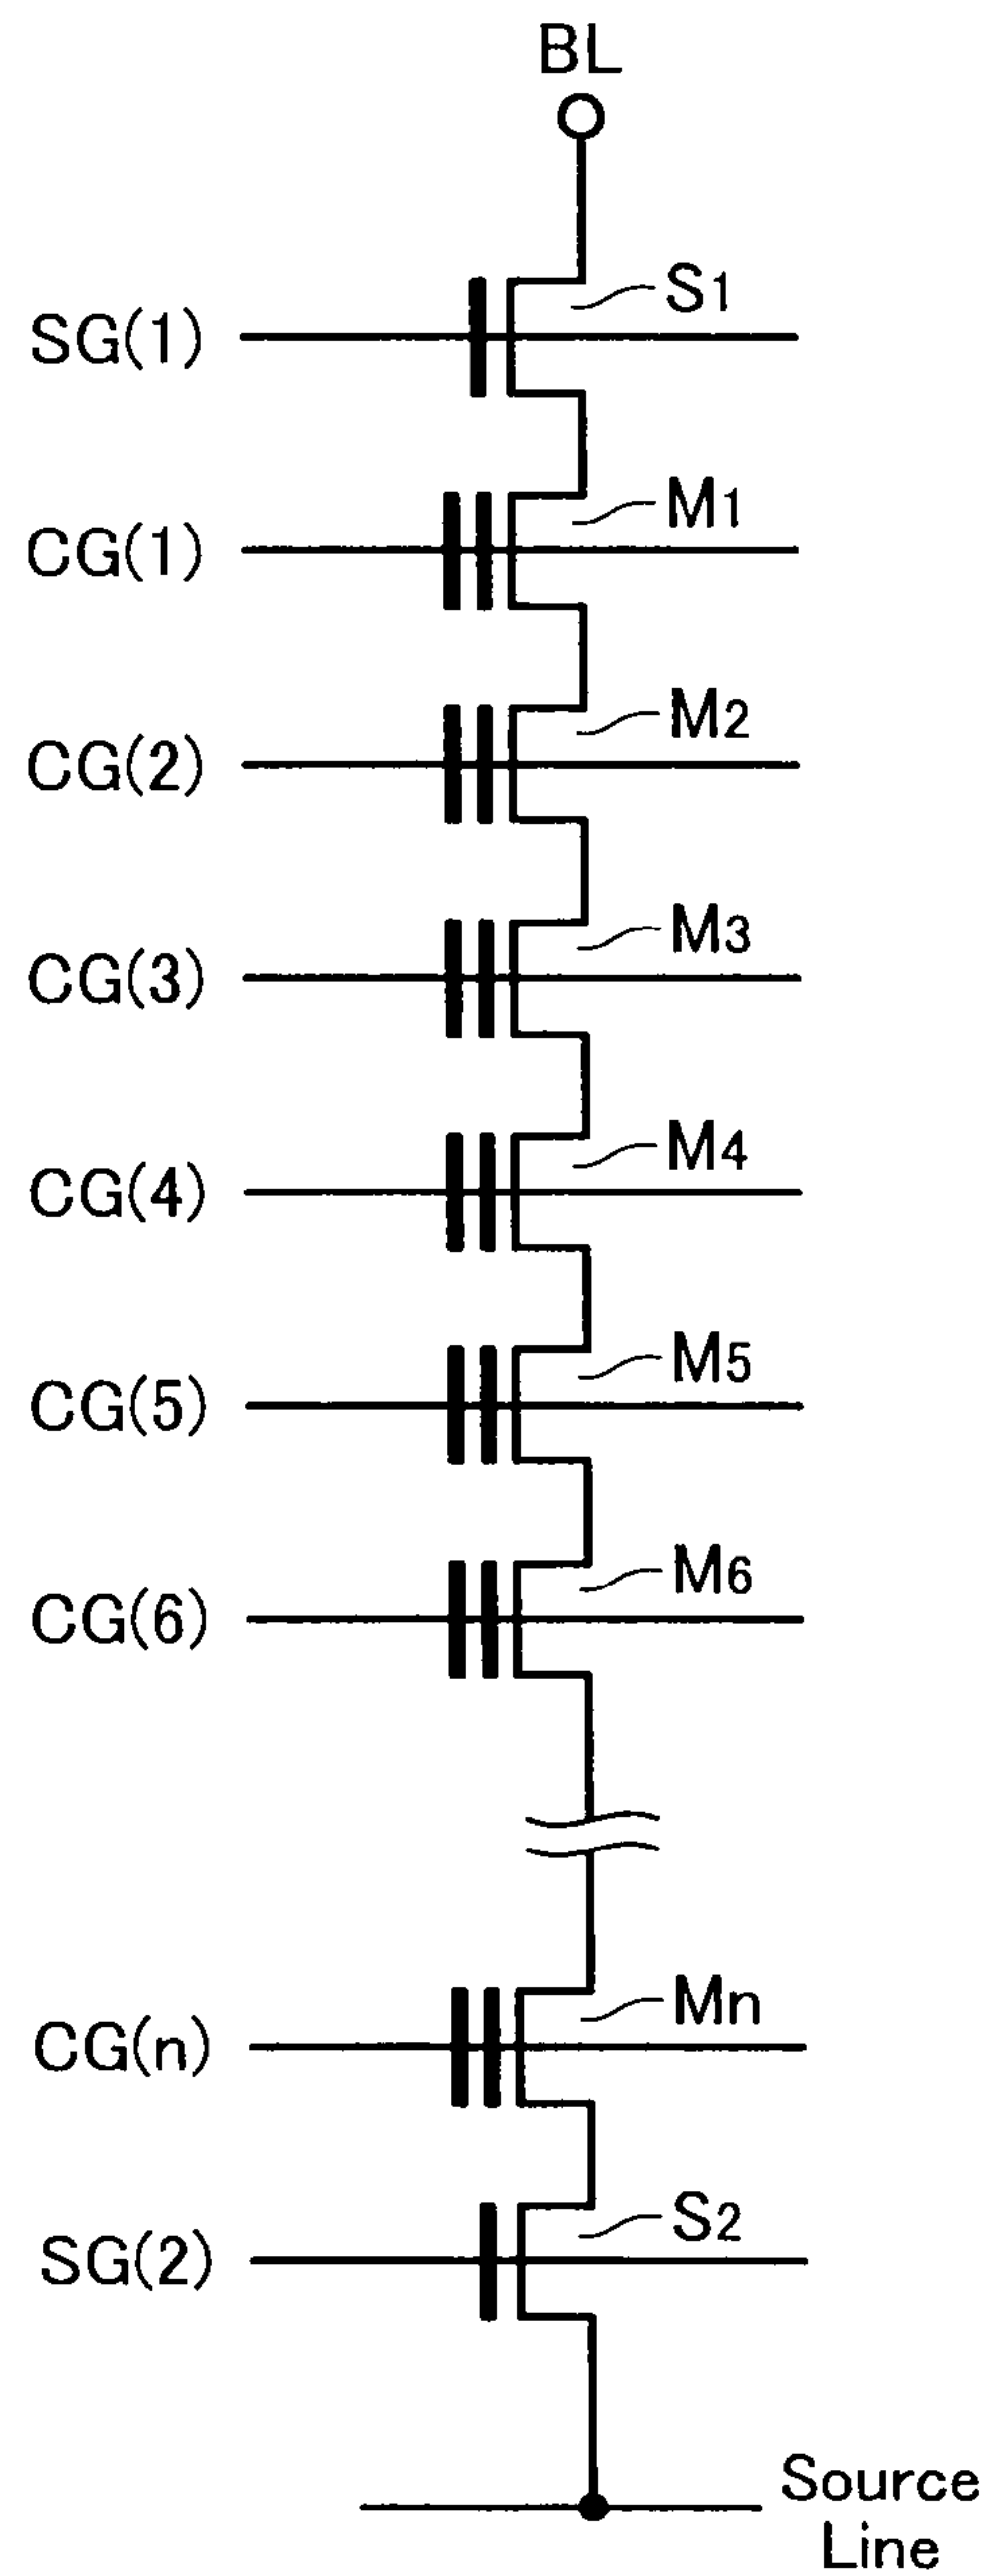 BL
SG(1)
S1
CG(1)
M1
CG(2)
M2
CG(3)
M3
CG(4)
M4
CG(5)
M5
CG(6)
M6
CG(n)
Mn
SG(2)
S2
Source
Line